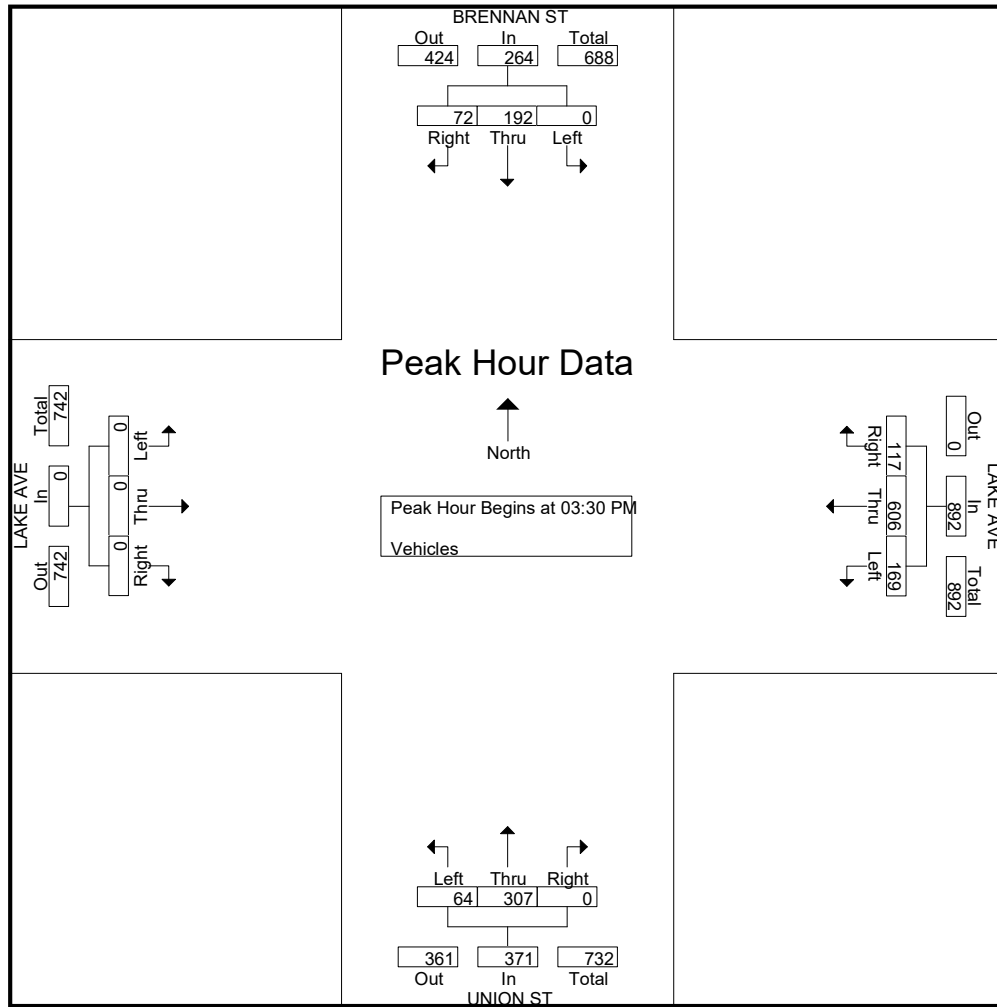 BRENNAN ST
Out In Total
424 264 688
72 192 0
Right Thru Left
Peak Hour Data
North
Peak Hour Begins at 03:30 PM
Vehicles
LAKE AVE
Out In Total
742 0 742
0 0 0
Left Thru Right
LAKE AVE
Out In Total
0 892 892
117 606 169
Right Thru Left
Left Thru Right
64 307 0
361 371 732
Out In Total
UNION ST